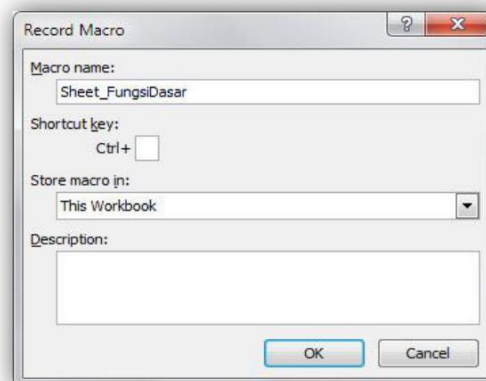 Record Macro
Macro name:
Sheet_FungsiDasar
Shortcut key:
Ctrl+
Store macro in:
This Workbook
Description:
OK Cancel